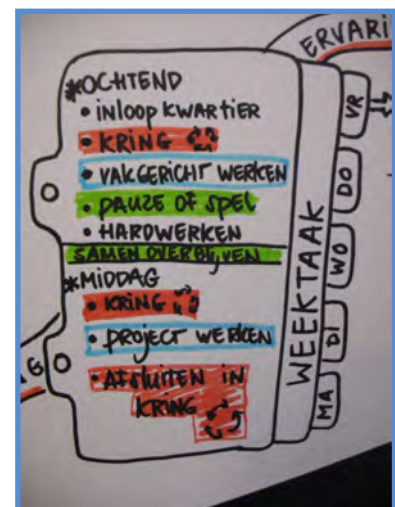 ERVARI
*OCHTEND
• INLOOP KWARTIER
• KRING
• VAKGERICHT WERKEN
• PAUZE OF SPEL
• HARDWERKEN
SAMEN OVERBLIJVEN
*MIDDAG
• KRING
• PROJECT WERKEN
• AFSLUITEN IN
KRING
WEEKTAAK
VR
DO
WO
DI
MA